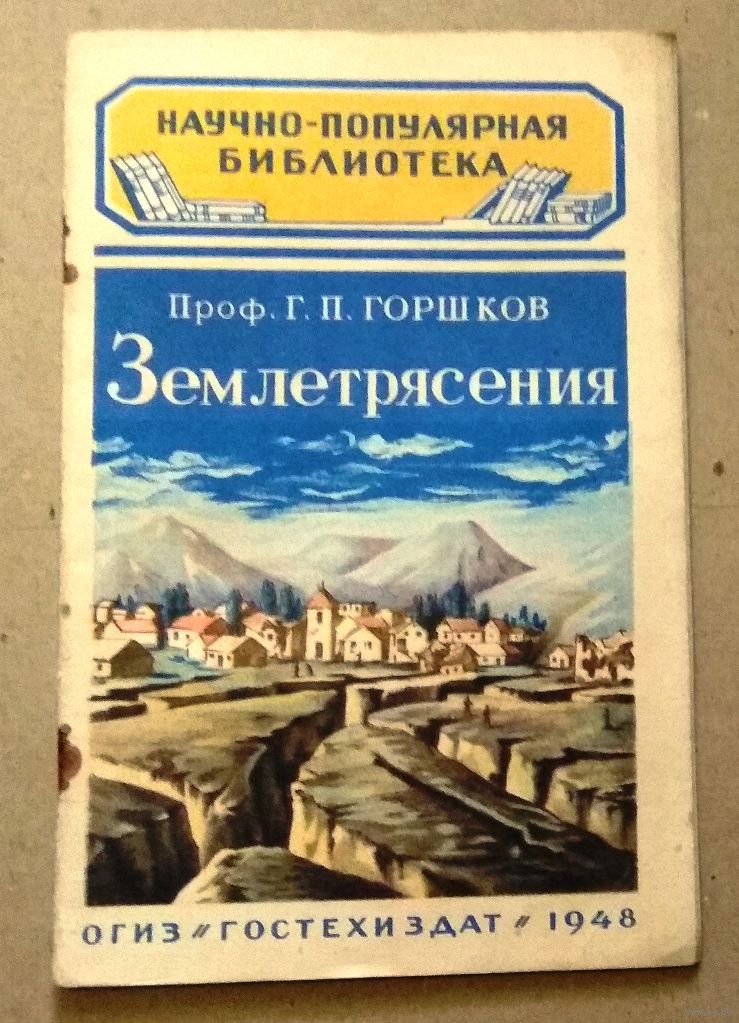 НАУЧНО-ПОПУЛЯРНАЯ
БИБЛИОТЕКА
Проф. Г. П. ГОРШКОВ
Землетрясения
ОГИЗ "ГОСТЕХИЗДАТ" 1948